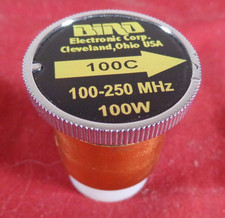 BIRD
Electronic Corp.
Cleveland,Ohio USA
100C
100-250 MHz
100W